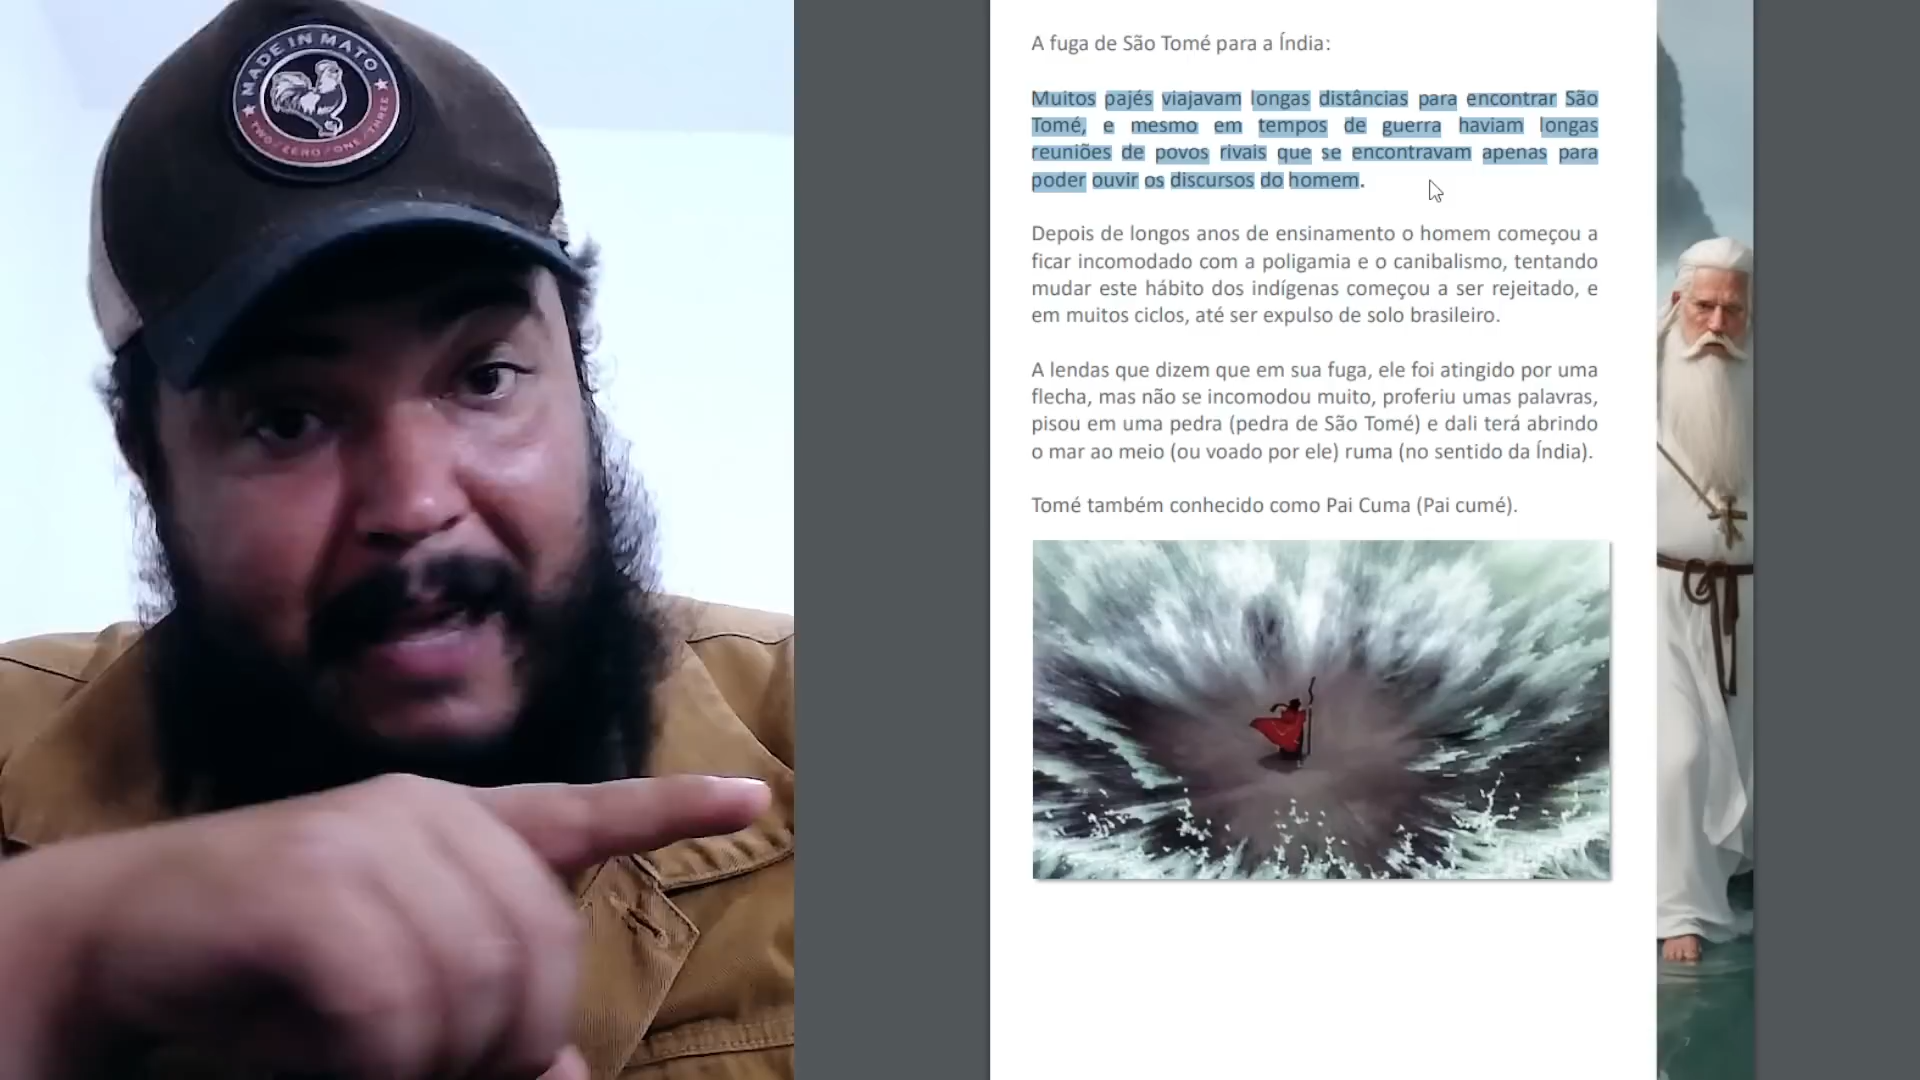 MADE IN MATO
TWO/ZERO/ONE/THREE
A fuga de São Tomé para a Índia:
Muitos pajés viajavam longas distâncias para encontrar São
Tomé, e mesmo em tempos de guerra haviam longas
reuniões de povos rivais que se encontravam apenas para
poder ouvir os discursos do homem.
Depois de longos anos de ensinamento o homem começou a
ficar incomodado com a poligamia e o canibalismo, tentando
mudar este hábito dos indígenas começou a ser rejeitado, e
em muitos ciclos, até ser expulso de solo brasileiro.
A lendas que dizem que em sua fuga, ele foi atingido por uma
flecha, mas não se incomodou muito, proferiu umas palavras,
pisou em uma pedra (pedra de São Tomé) e dali terá abrindo
o mar ao meio (ou voado por ele) ruma (no sentido da Índia).
Tomé também conhecido como Pai Cuma (Pai cumé).